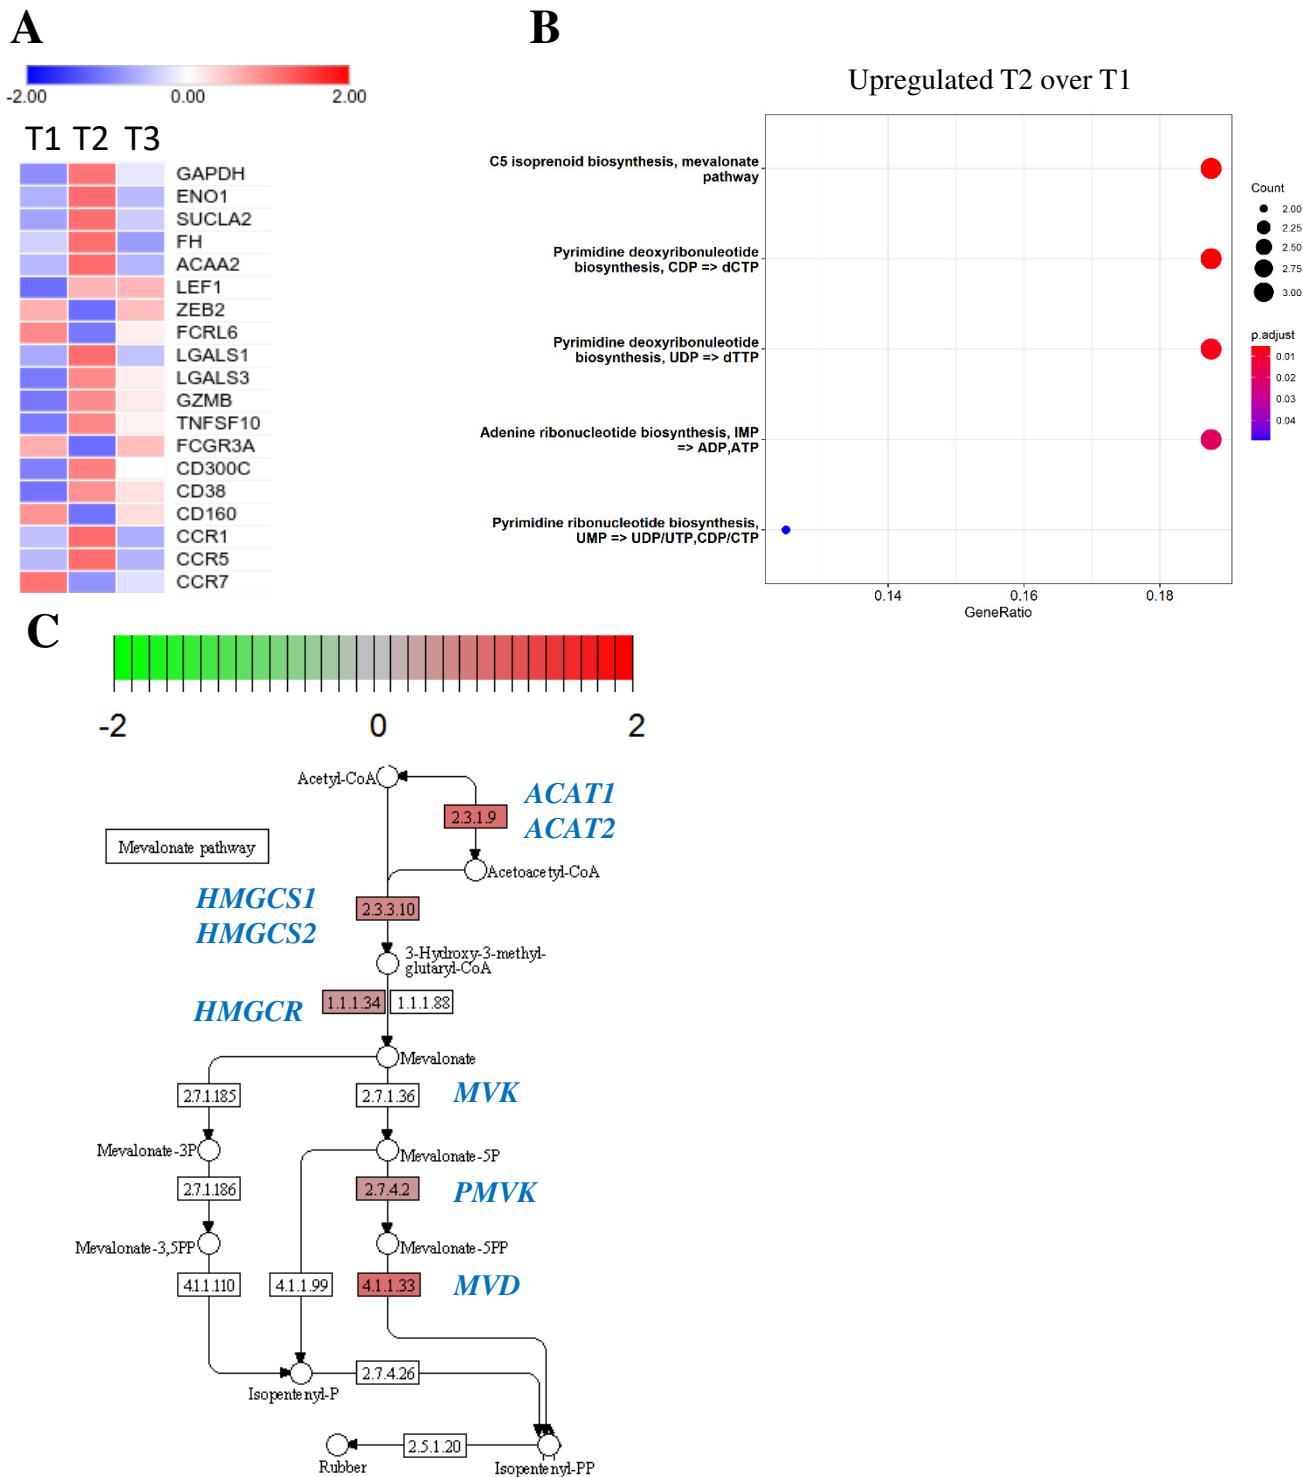 A
-2.00 0.00 2.00
T1 T2 T3
GAPDH
ENO1
SUCLA2
FH
ACAA2
LEF1
ZEB2
FCRL6
LGALS1
LGALS3
GZMB
TNFSF10
FCGR3A
CD300C
CD38
CD160
CCR1
CCR5
CCR7
B
Upregulated T2 over T1
C5 isoprenoid biosynthesis, mevalonate
pathway
Pyrimidine deoxyribonuleotide
biosynthesis, CDP => dCTP
Pyrimidine deoxyribonuleotide
biosynthesis, UDP => dTTP
Adenine ribonucleotide biosynthesis, IMP
=> ADP,ATP
Pyrimidine ribonucleotide biosynthesis,
UMP => UDP/UTP,CDP/CTP
0.14 0.16 0.18
GeneRatio
Count
2.00
2.25
2.50
2.75
3.00
p.adjust
0.01
0.02
0.03
0.04
C
-2 0 2
Acetyl-CoA
2.3.1.9
ACAT1
ACAT2
Mevalonate pathway
Acetoacetyl-CoA
HMGCS1
HMGCS2
2.3.3.10
3-Hydroxy-3-methyl-
glutaryl-CoA
HMGCR
1.1.1.34 1.1.1.88
Mevalonate
2.7.1.185 2.7.1.36 MVK
Mevalonate-3P Mevalonate-5P
2.7.1.186 2.7.4.2 PMVK
Mevalonate-3,5PP Mevalonate-5PP
4.1.1.110 4.1.1.99 4.1.1.33 MVD
2.7.4.26
Isopentenyl-P
2.5.1.20
Rubber Isopentenyl-PP